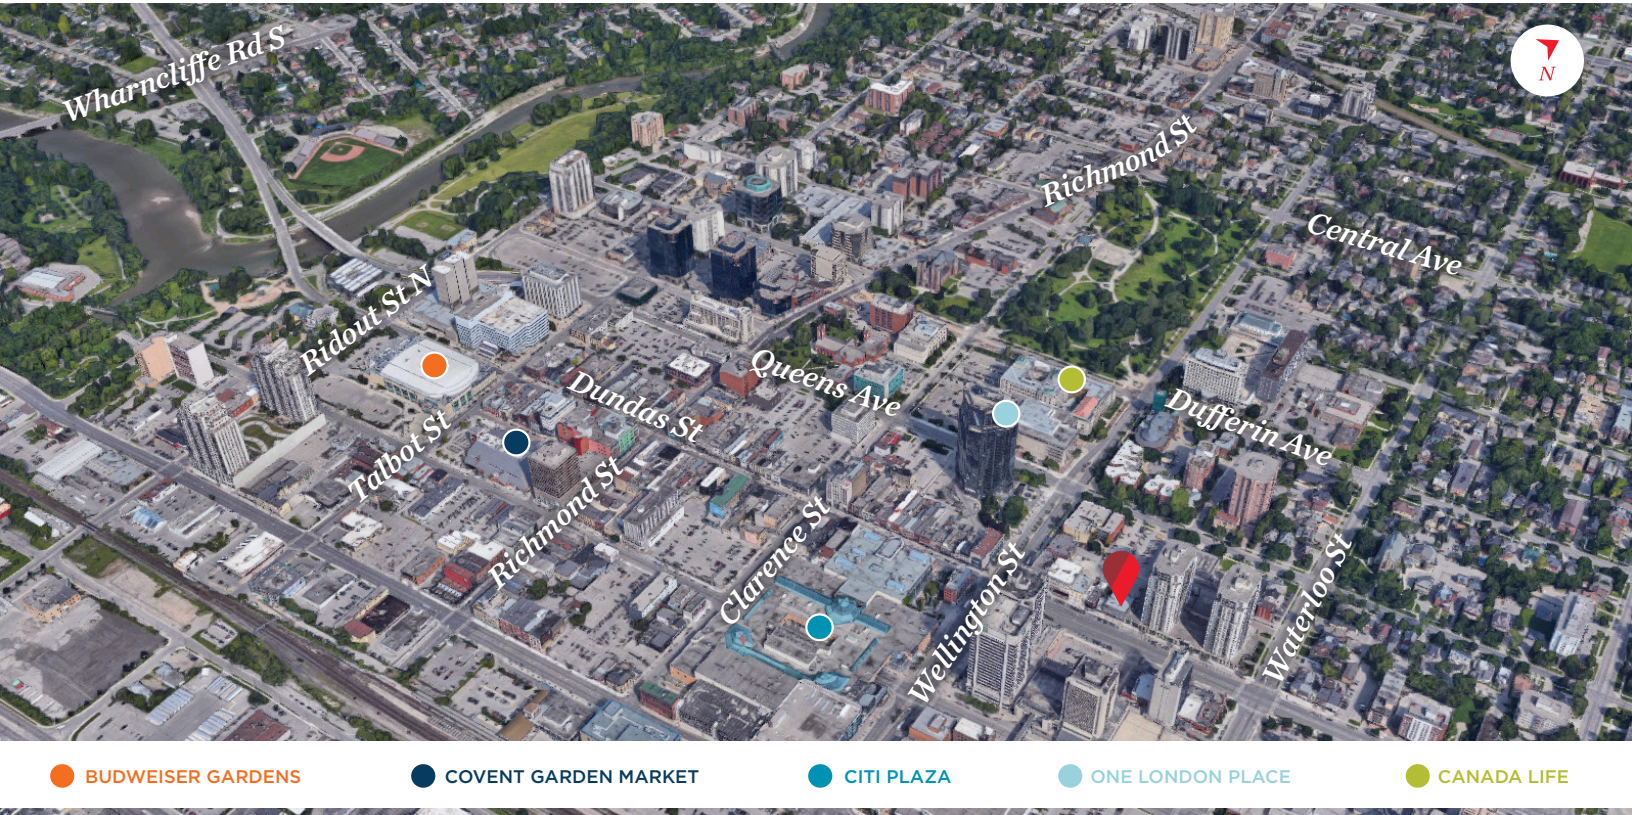 Wharncliffe Rd S
N
Richmond St
Central Ave
Ridout St N
Talbot St
Dundas St
Queens Ave
Dufferin Ave
Richmond St
Clarence St
Wellington St
Waterloo St
BUDWEISER GARDENS
COVENT GARDEN MARKET
CITI PLAZA
ONE LONDON PLACE
CANADA LIFE